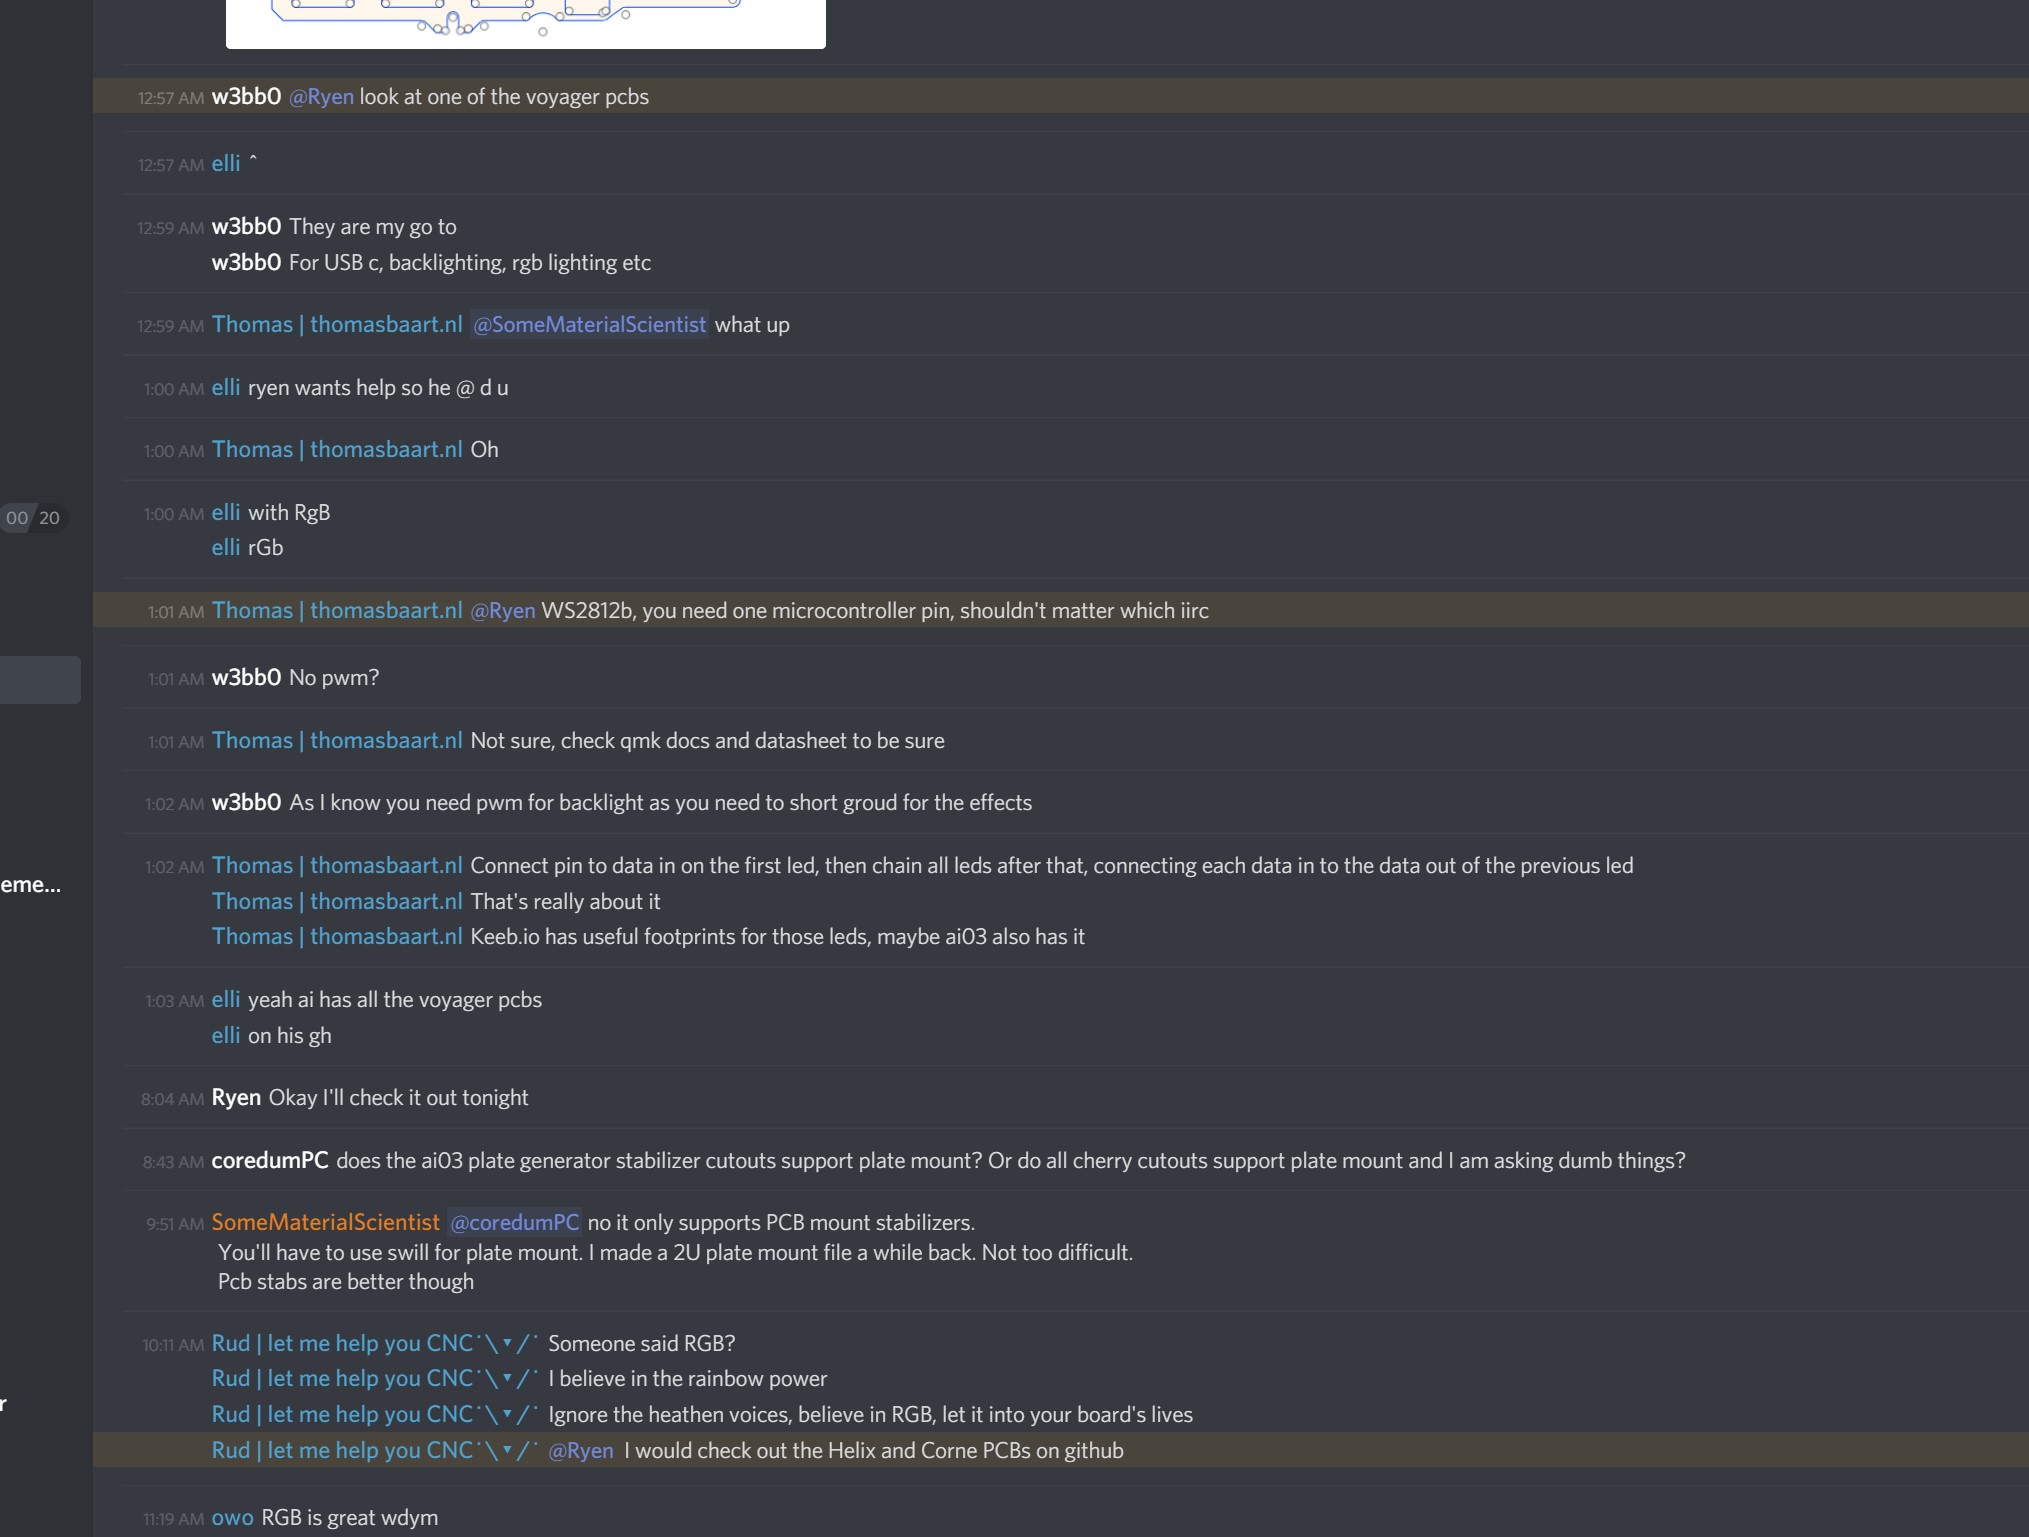 12:57 AM w3bb0 @Ryen look at one of the voyager pcbs
12:57 AM elli ^
12:59 AM w3bb0 They are my go to
w3bb0 For USB c, backlighting, rgb lighting etc
12:59 AM Thomas | thomasbaart.nl @SomeMaterialScientist what up
1:00 AM elli ryen wants help so he @ d u
1:00 AM Thomas | thomasbaart.nl Oh
00 20
1:00 AM elli with RgB
elli rGb
1:01 AM Thomas | thomasbaart.nl @Ryen WS2812b, you need one microcontroller pin, shouldn't matter which iirc
1:01 AM w3bb0 No pwm?
1:01 AM Thomas | thomasbaart.nl Not sure, check qmk docs and datasheet to be sure
1:02 AM w3bb0 As I know you need pwm for backlight as you need to short groud for the effects
1:02 AM Thomas | thomasbaart.nl Connect pin to data in on the first led, then chain all leds after that, connecting each data in to the data out of the previous led
eme...
Thomas | thomasbaart.nl That's really about it
Thomas | thomasbaart.nl Keeb.io has useful footprints for those leds, maybe ai03 also has it
1:03 AM elli yeah ai has all the voyager pcbs
elli on his gh
8:04 AM Ryen Okay I'll check it out tonight
8:43 AM coredumPC does the ai03 plate generator stabilizer cutouts support plate mount? Or do all cherry cutouts support plate mount and I am asking dumb things?
9:51 AM SomeMaterialScientist @coredumPC no it only supports PCB mount stabilizers.
You'll have to use swill for plate mount. I made a 2U plate mount file a while back. Not too difficult.
Pcb stabs are better though
10:11 AM Rud | let me help you CNC˙\▾/˙ Someone said RGB?
Rud | let me help you CNC˙\▾/˙ I believe in the rainbow power
r
Rud | let me help you CNC˙\▾/˙ Ignore the heathen voices, believe in RGB, let it into your board's lives
Rud | let me help you CNC˙\▾/˙ @Ryen I would check out the Helix and Corne PCBs on github
11:19 AM owo RGB is great wdym